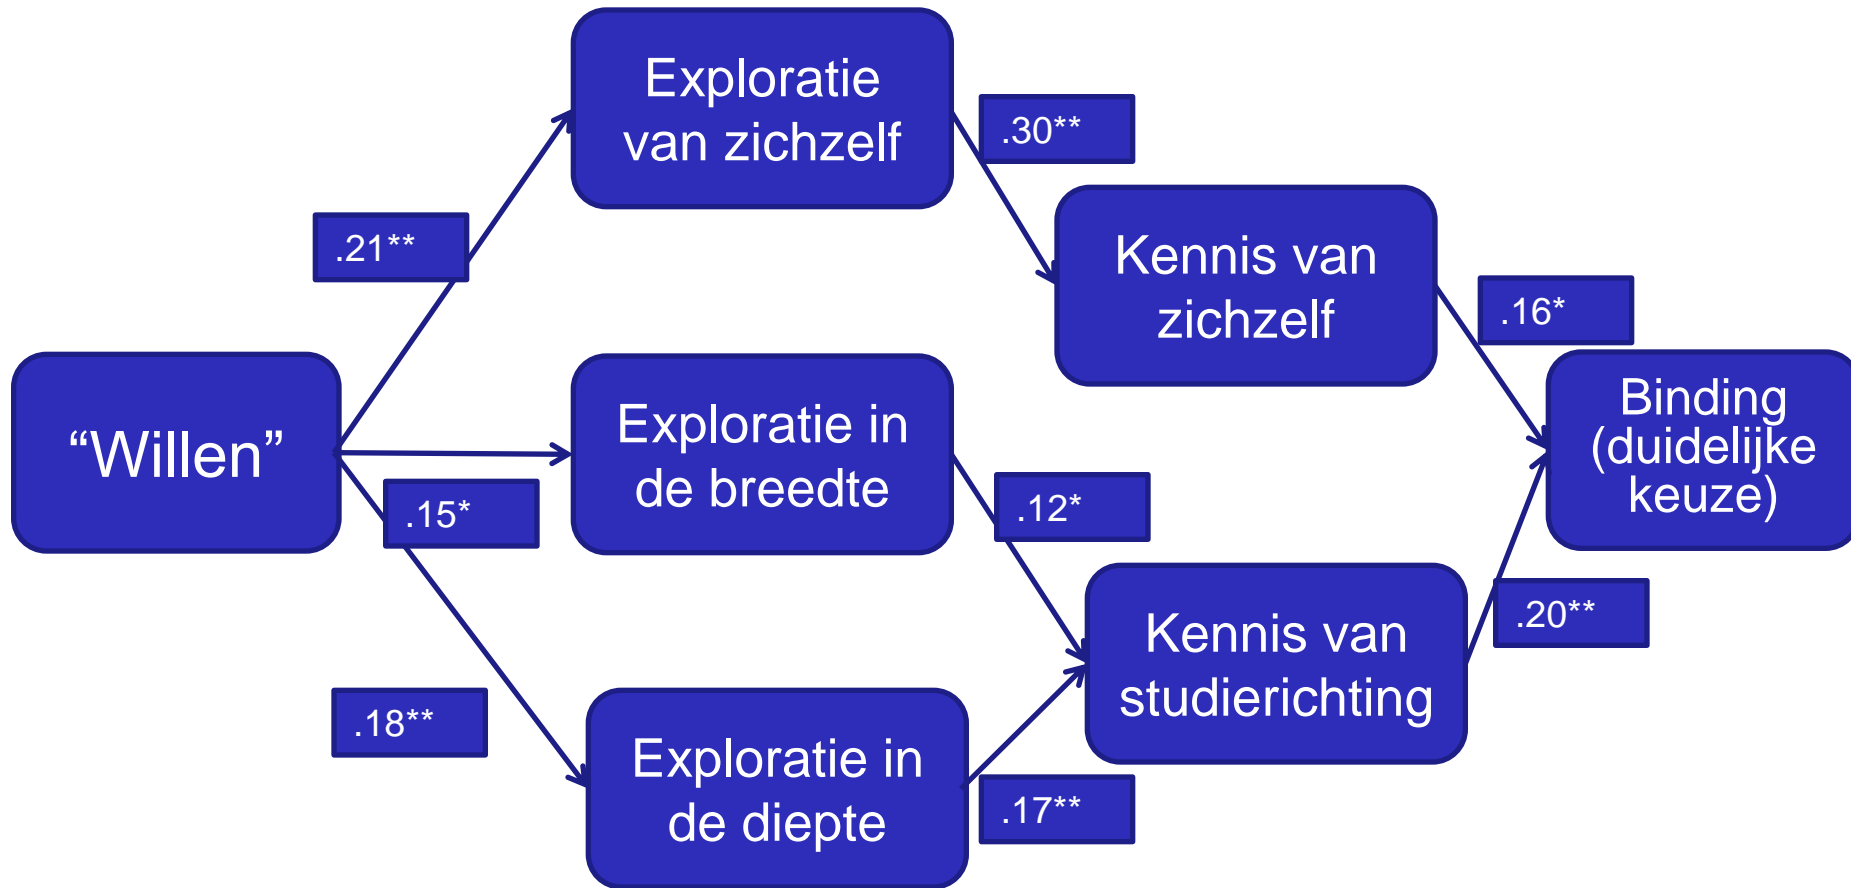 Exploratie
van zichzelf
.30**
.21**
Kennis van
zichzelf
.16*
“Willen”
Exploratie in
de breedte
Binding
(duidelijke
keuze)
.15*
.12*
Kennis van
studierichting
.20**
.18**
Exploratie in
de diepte
.17**